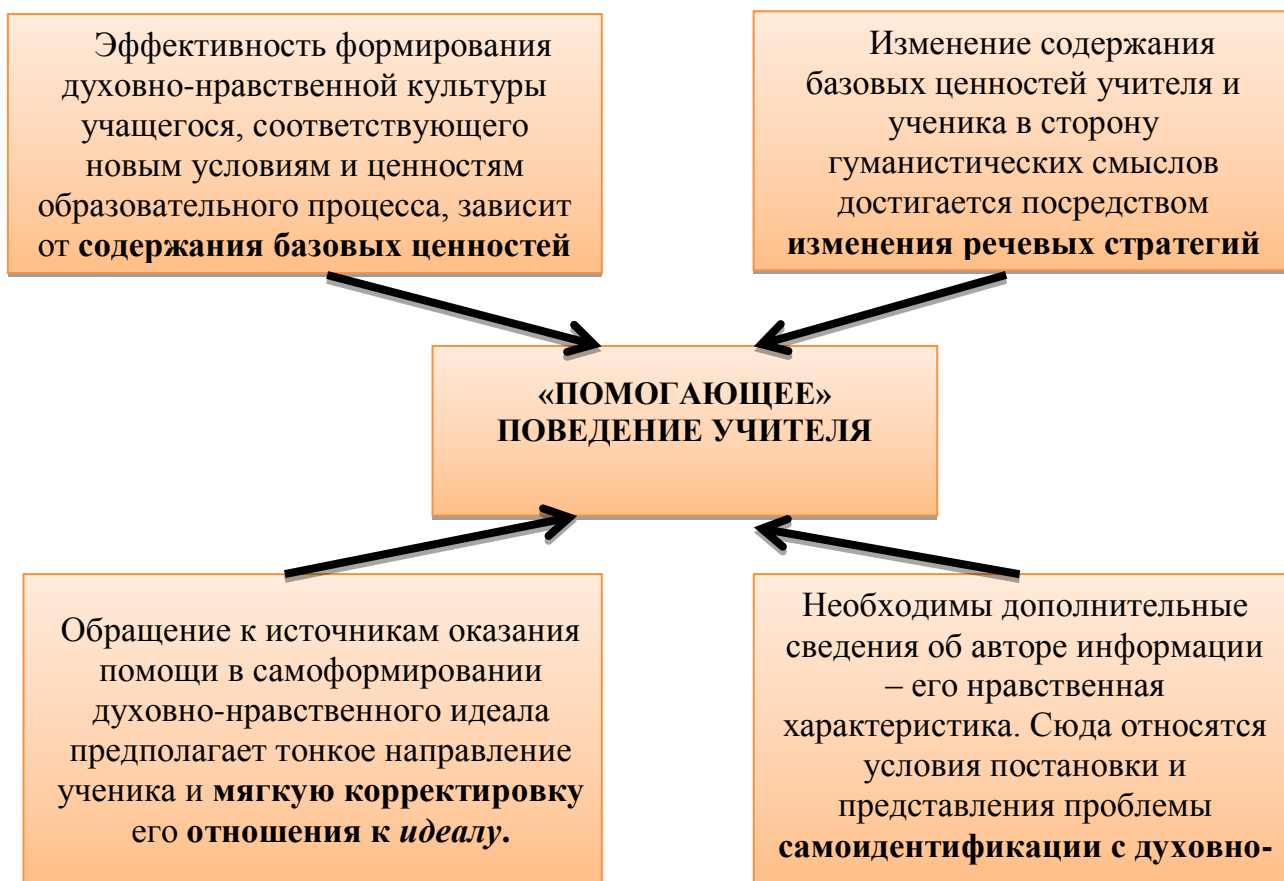 Эффективность формирования
духовно-нравственной культуры
учащегося, соответствующего
новым условиям и ценностям
образовательного процесса, зависит
от содержания базовых ценностей
Изменение содержания
базовых ценностей учителя и
ученика в сторону
гуманистических смыслов
достигается посредством
изменения речевых стратегий
«ПОМОГАЮЩЕЕ»
ПОВЕДЕНИЕ УЧИТЕЛЯ
Обращение к источникам оказания
помощи в самоформировании
духовно-нравственного идеала
предполагает тонкое направление
ученика и мягкую корректировку
его отношения к идеалу.
Необходимы дополнительные
сведения об авторе информации
– его нравственная
характеристика. Сюда относятся
условия постановки и
представления проблемы
самоидентификации с духовно-